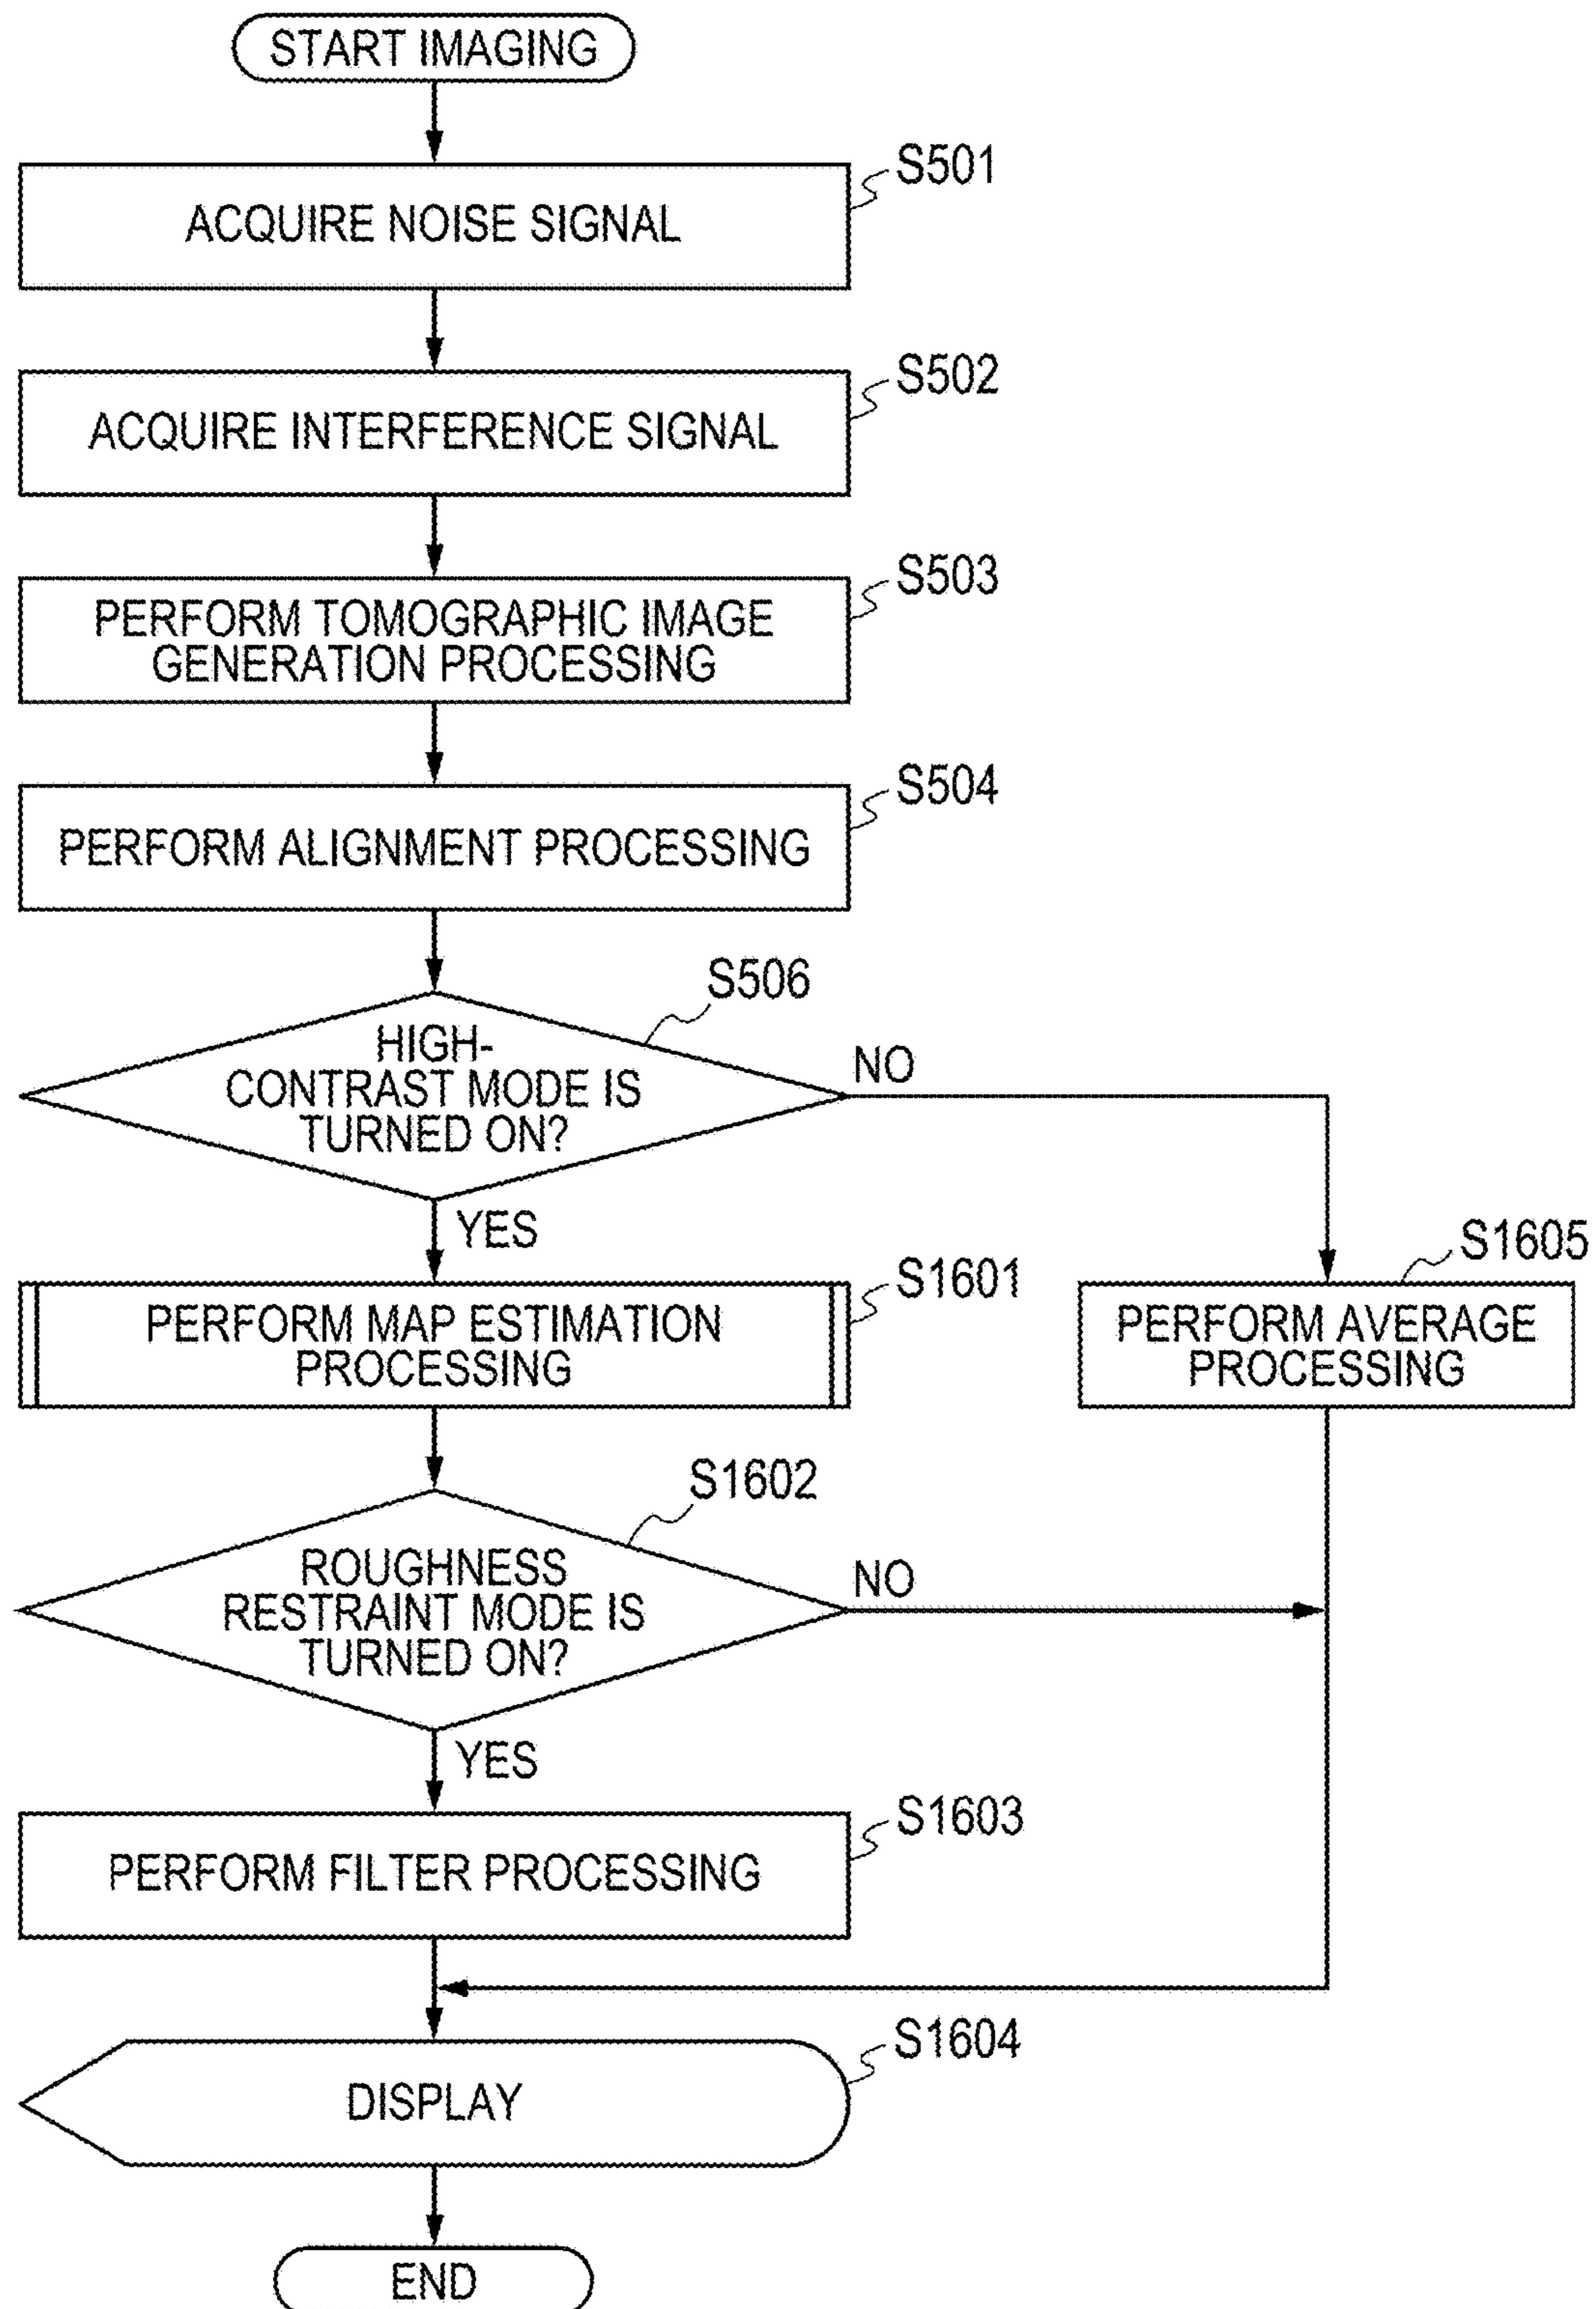 START IMAGING
S501
ACQUIRE NOISE SIGNAL
S502
ACQUIRE INTERFERENCE SIGNAL
S503
PERFORM TOMOGRAPHIC IMAGE
GENERATION PROCESSING
S504
PERFORM ALIGNMENT PROCESSING
S506
HIGH-
CONTRAST MODE IS
TURNED ON?
NO
YES
S1605
PERFORM AVERAGE
PROCESSING
S1601
PERFORM MAP ESTIMATION
PROCESSING
S1602
ROUGHNESS
RESTRAINT MODE IS
TURNED ON?
NO
YES
S1603
PERFORM FILTER PROCESSING
S1604
DISPLAY
END